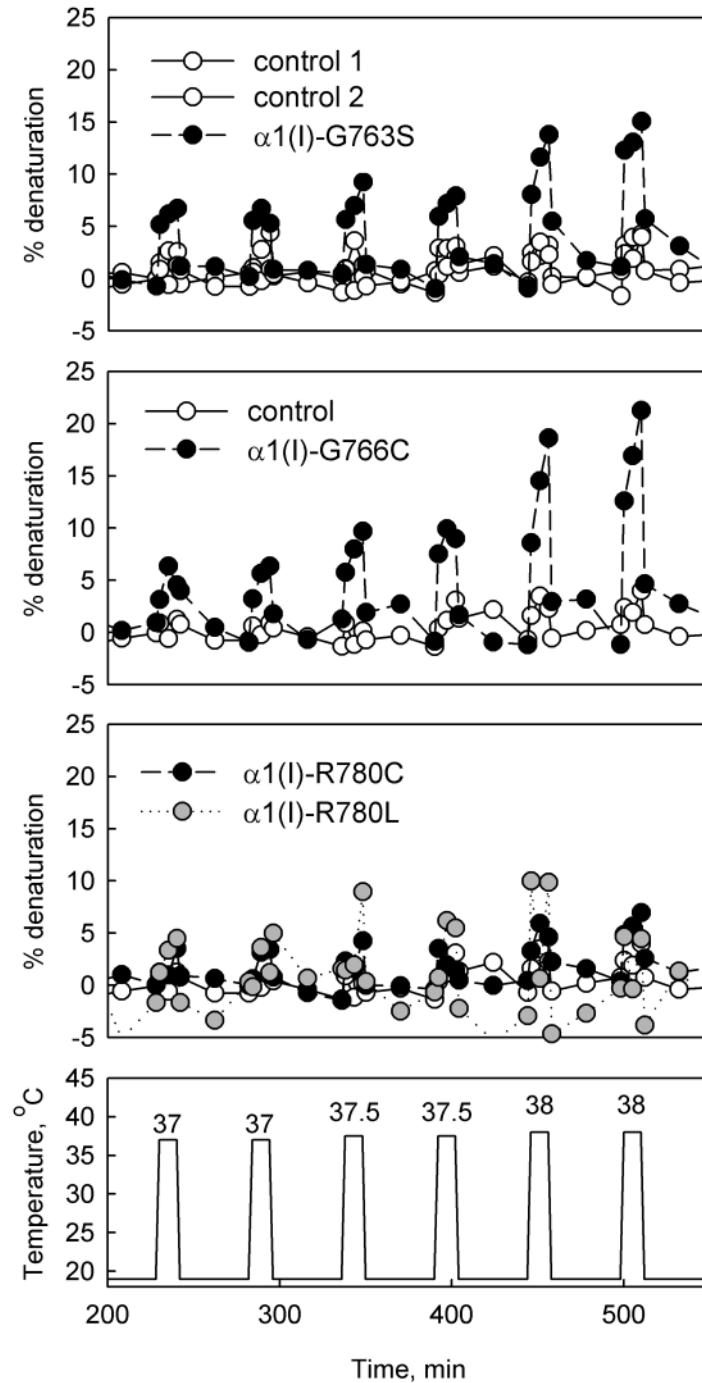 25
20
15
10
5
0
-5
% denaturation
control 1
control 2
α1(I)-G763S
25
20
15
10
5
0
-5
% denaturation
control
α1(I)-G766C
25
20
15
10
5
0
-5
% denaturation
α1(I)-R780C
α1(I)-R780L
45
40
35
30
25
20
Temperature, °C
37 37 37.5 37.5 38 38
200 300 400 500
Time, min